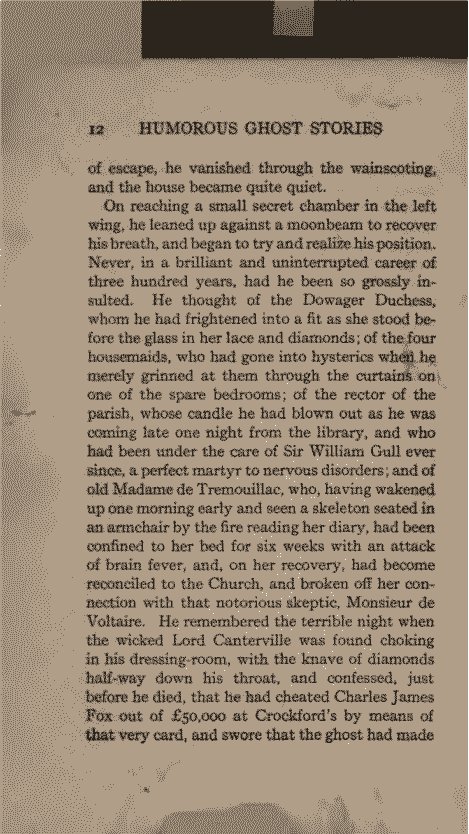 12 HUMOROUS GHOST STORIES
of escape, he vanished through the wainscoting,
and the house became quite quiet.
On reaching a small secret chamber in the left
wing, he leaned up against a moonbeam to recover
his breath, and began to try and realize his position.
Never, in a brilliant and uninterrupted career of
three hundred years, had he been so grossly in-
sulted. He thought of the Dowager Duchess,
whom he had frightened into a fit as she stood be-
fore the glass in her lace and diamonds; of the four
housemaids, who had gone into hysterics when he
merely grinned at them through the curtains on
one of the spare bedrooms; of the rector of the
parish, whose candle he had blown out as he was
coming late one night from the library, and who
had been under the care of Sir William Gull ever
since, a perfect martyr to nervous disorders; and of
old Madame de Tremouillac, who, having wakened
up one morning early and seen a skeleton seated in
an armchair by the fire reading her diary, had been
confined to her bed for six weeks with an attack
of brain fever, and, on her recovery, had become
reconciled to the Church, and broken off her con-
nection with that notorious skeptic, Monsieur de
Voltaire. He remembered the terrible night when
the wicked Lord Canterville was found choking
in his dressing-room, with the knave of diamonds
half-way down his throat, and confessed, just
before he died, that he had cheated Charles James
Fox out of £50,000 at Crockford's by means of
that very card, and swore that the ghost had made